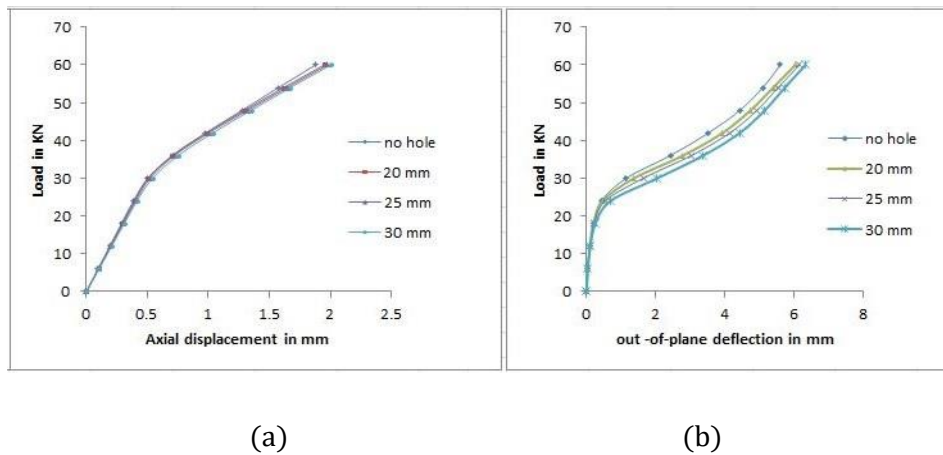 70
60
50
40
30
20
10
0
Load in KN
0 0.5 1 1.5 2 2.5
Axial displacement in mm
no hole
20 mm
25 mm
30 mm
70
60
50
40
30
20
10
0
Load in KN
0 2 4 6 8
out -of-plane deflection in mm
no hole
20 mm
25 mm
30 mm
(a) (b)